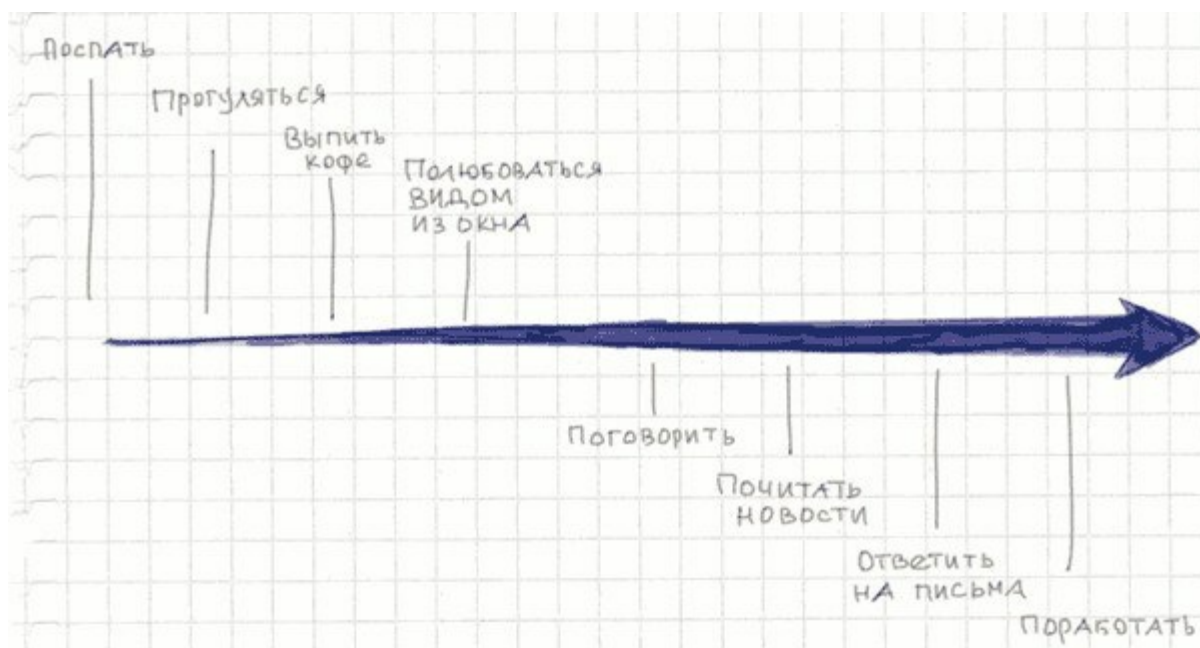 Поспать
Прогуляться
Выпить
кофе
Полюбоваться
видом
из окна
Поговорить
Почитать
новости
Ответить
на письма
Поработать